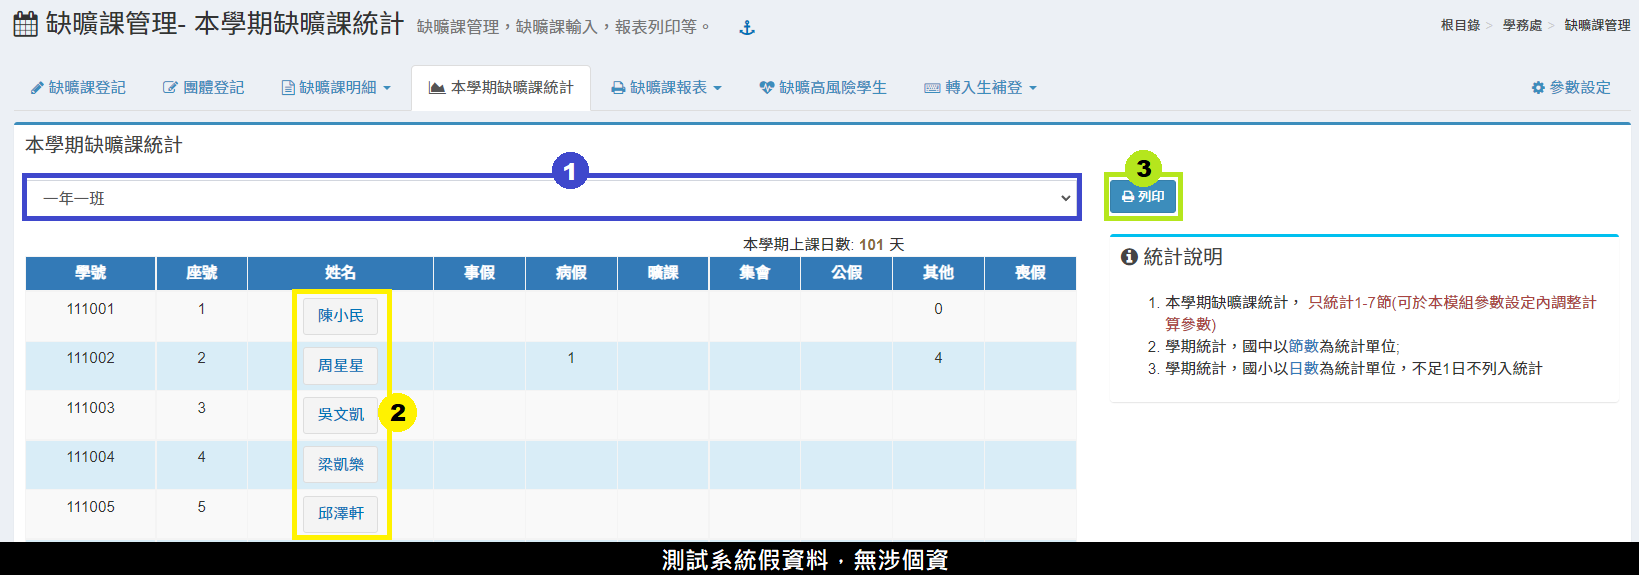 缺曠課管理- 本學期缺曠課統計 缺曠課管理，缺曠課輸入，報表列印等。
根目錄 > 學務處 > 缺曠課管理
缺曠課登記 團體登記 缺曠課明細 本學期缺曠課統計 缺曠課報表 缺曠高風險學生 轉入生補登 參數設定
本學期缺曠課統計
1
一年一班
3
列印
本學期上課日數: 101 天
學號 座號 姓名 事假 病假 曠課 集會 公假 其他 喪假
111001 1 陳小民 0
111002 2 周星星 1 4
111003 3 吳文凱
2
111004 4 梁凱樂
111005 5 邱澤軒
統計說明
1. 本學期缺曠課統計， 只統計1-7節(可於本模組參數設定內調整計
算參數)
2. 學期統計，國中以節數為統計單位;
3. 學期統計，國小以日數為統計單位，不足1日不列入統計
測試系統假資料，無涉個資